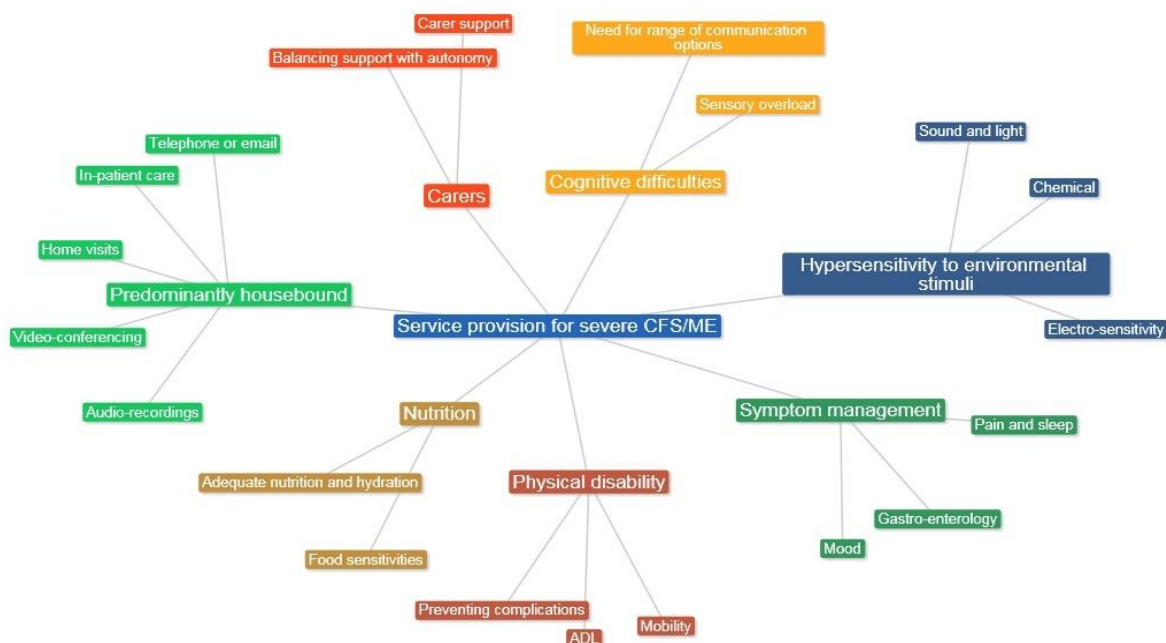 Carer support
Need for range of communication
options
Balancing support with autonomy
Sensory overload
Sound and light
Telephone or email
In-patient care
Chemical
Cognitive difficulties
Carers
Home visits
Hypersensitivity to environmental
stimuli
Predominantly housebound
Service provision for severe CFS/ME
Electro-sensitivity
Video-conferencing
Audio-recordings
Nutrition
Symptom management
Pain and sleep
Adequate nutrition and hydration
Physical disability
Gastro-enterology
Mood
Food sensitivities
Preventing complications
Mobility
ADL